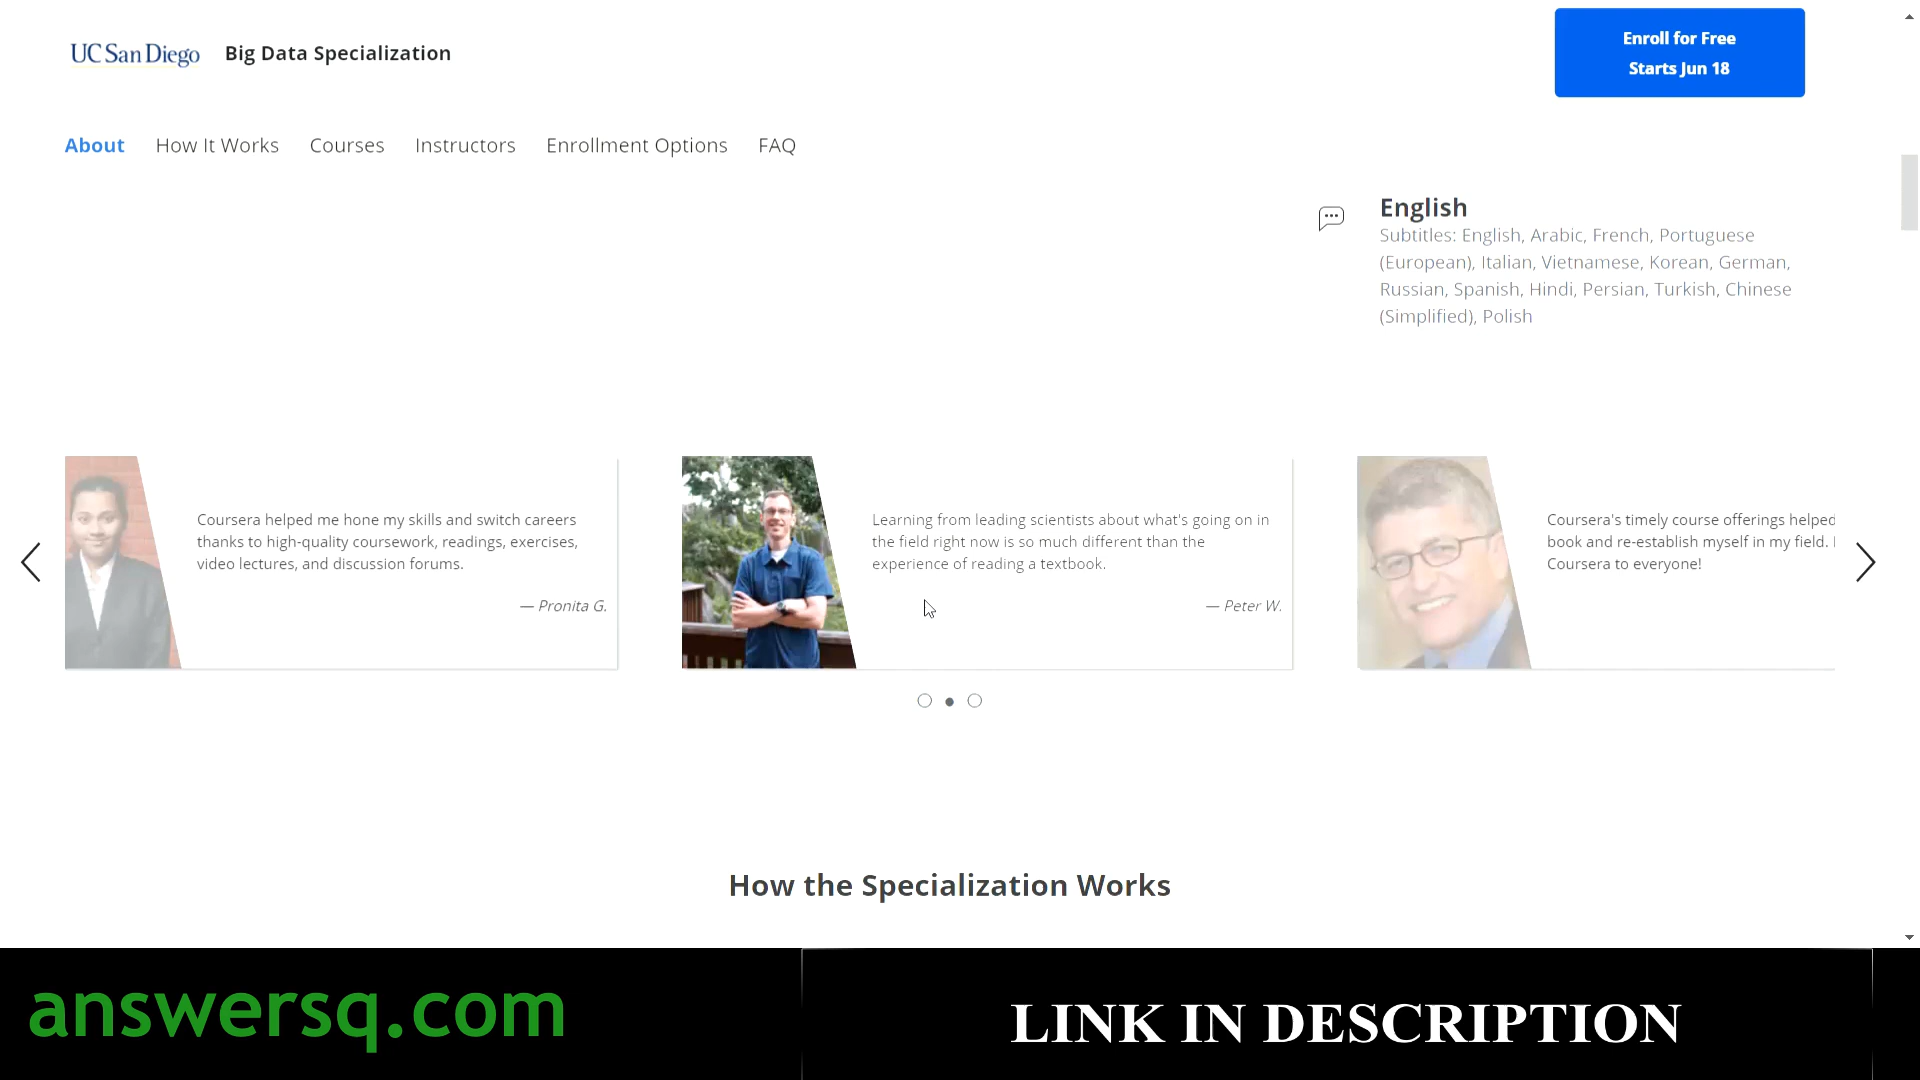 UC San Diego
Big Data Specialization
Enroll for Free
Starts Jun 18
About How It Works Courses Instructors Enrollment Options FAQ
English
Subtitles: English, Arabic, French, Portuguese
(European), Italian, Vietnamese, Korean, German,
Russian, Spanish, Hindi, Persian, Turkish, Chinese
(Simplified), Polish
Coursera helped me hone my skills and switch careers
thanks to high-quality coursework, readings, exercises,
video lectures, and discussion forums.
— Pronita G.
Learning from leading scientists about what's going on in
the field right now is so much different than the
experience of reading a textbook.
— Peter W.
Coursera's timely course offerings helped
book and re-establish myself in my field.
Coursera to everyone!
How the Specialization Works
answersq.com
LINK IN DESCRIPTION